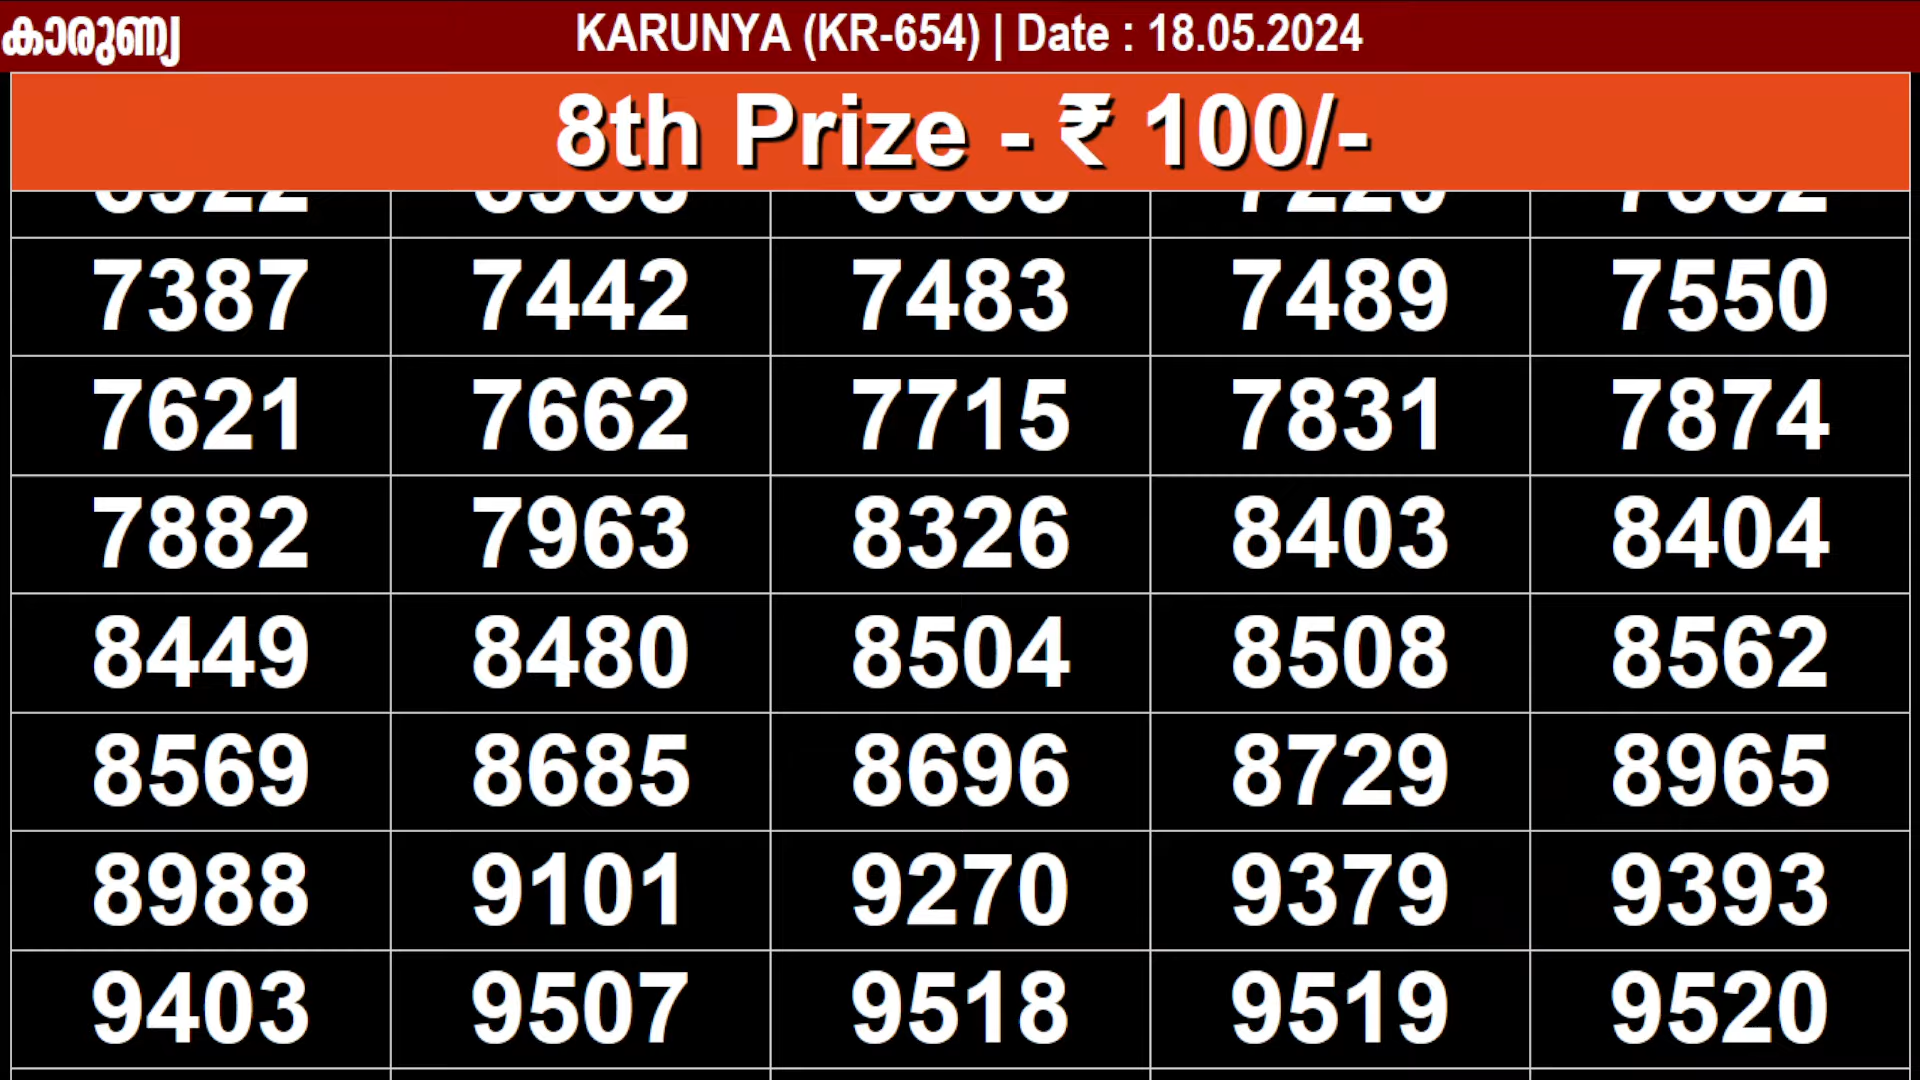 കാരുണ്യ KARUNYA (KR-654) | Date : 18.05.2024
8th Prize - ₹ 100/-
7387 7442 7483 7489 7550
7621 7662 7715 7831 7874
7882 7963 8326 8403 8404
8449 8480 8504 8508 8562
8569 8685 8696 8729 8965
8988 9101 9270 9379 9393
9403 9507 9518 9519 9520